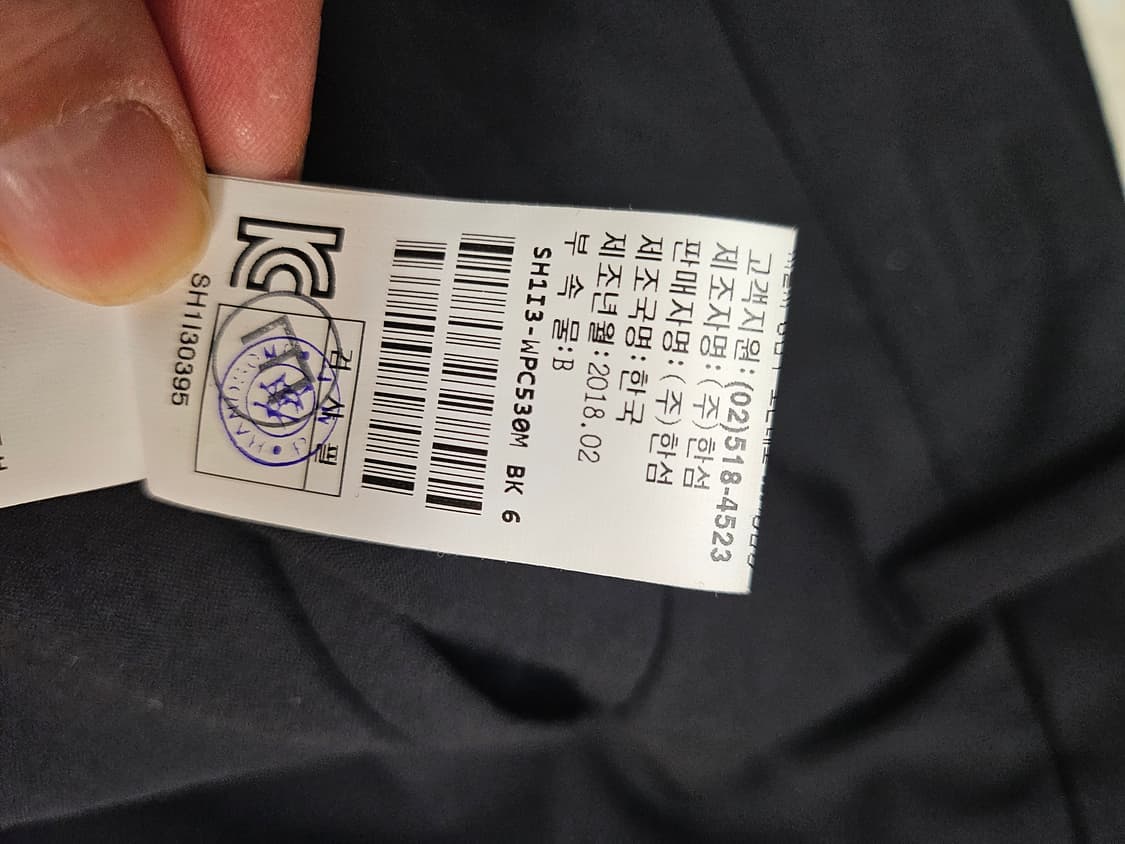 고객지원: (02)518-4523
제조자명: (주)한섬
판매자명: (주)한섬
제조국명: 한국
제조년월: 2018.02
부 속 물: B
SH1I3-WPC530M BK 6
검 사 필
SH1I30395